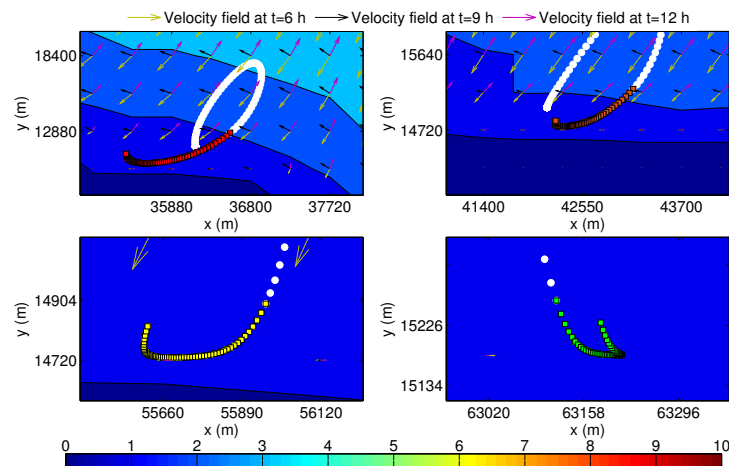 Velocity field at t=6 h Velocity field at t=9 h Velocity field at t=12 h
18400
12880
y (m)
35880 36800 37720
x (m)
15640
14720
y (m)
41400 42550 43700
x (m)
14904
14720
y (m)
55660 55890 56120
x (m)
15226
15134
y (m)
63020 63158 63296
x (m)
0 1 2 3 4 5 6 7 8 9 10